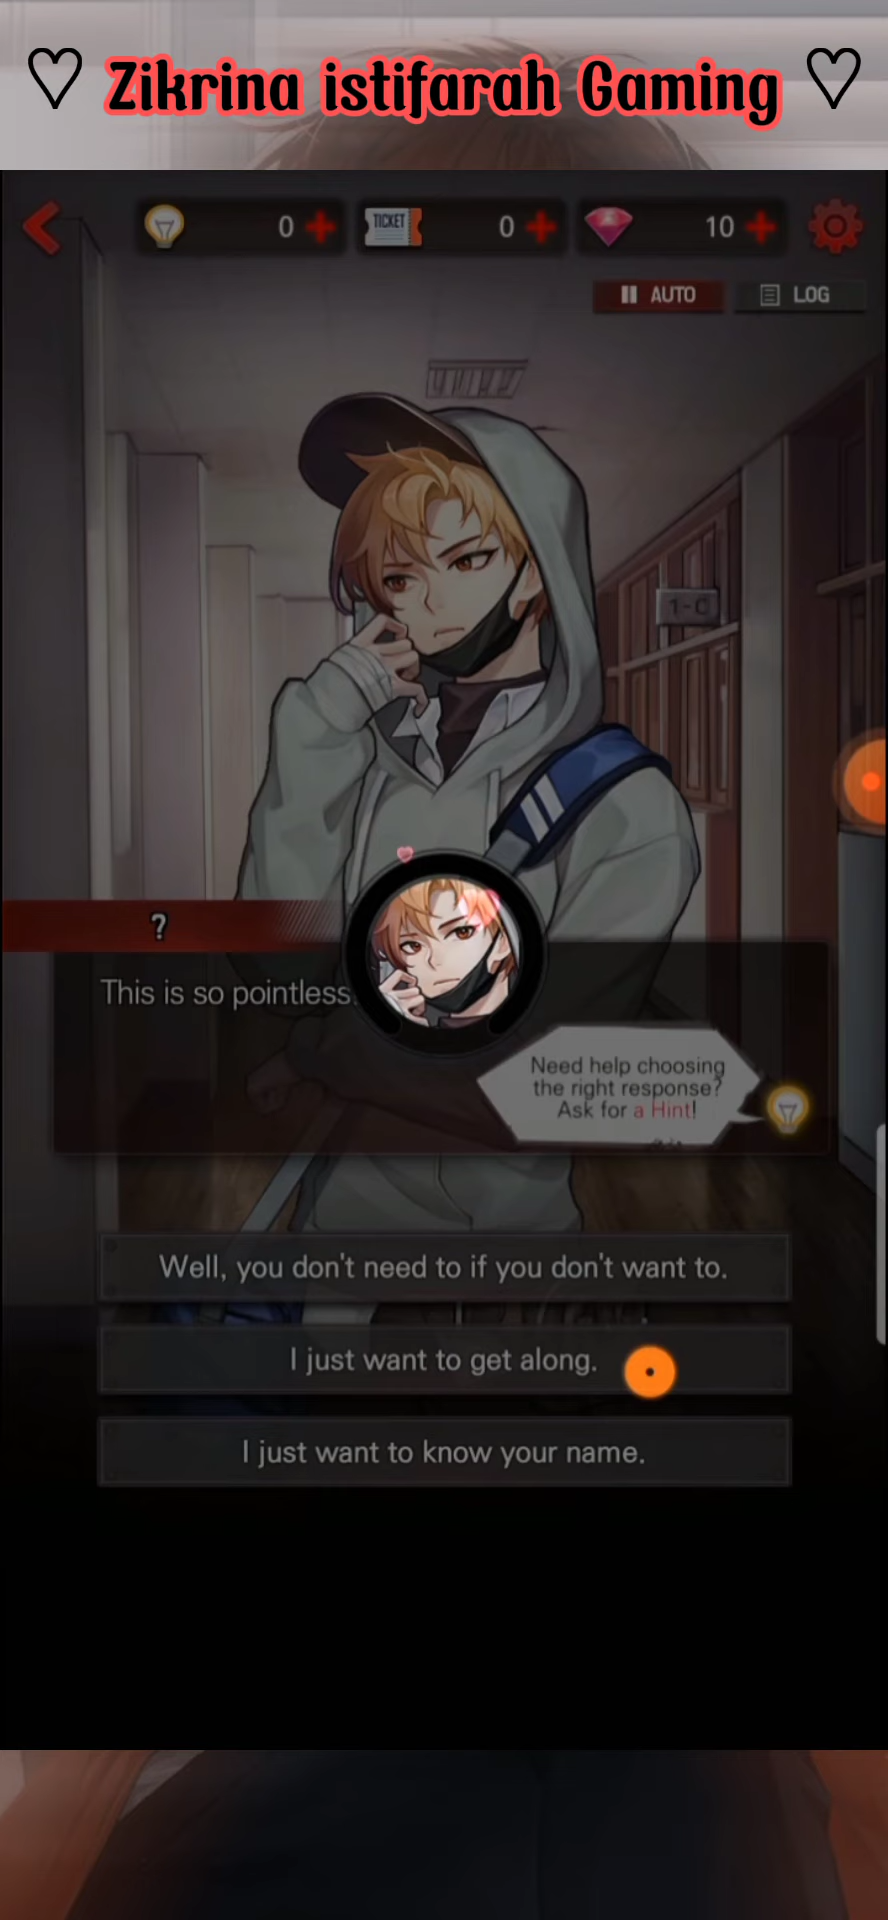 ♡ Zikrina istifarah Gaming ♡
0
TICKET
0
10
AUTO
LOG
1-C
?
This is so pointless.
Need help choosing
the right response?
Ask for a Hint!
Well, you don't need to if you don't want to.
I just want to get along.
I just want to know your name.